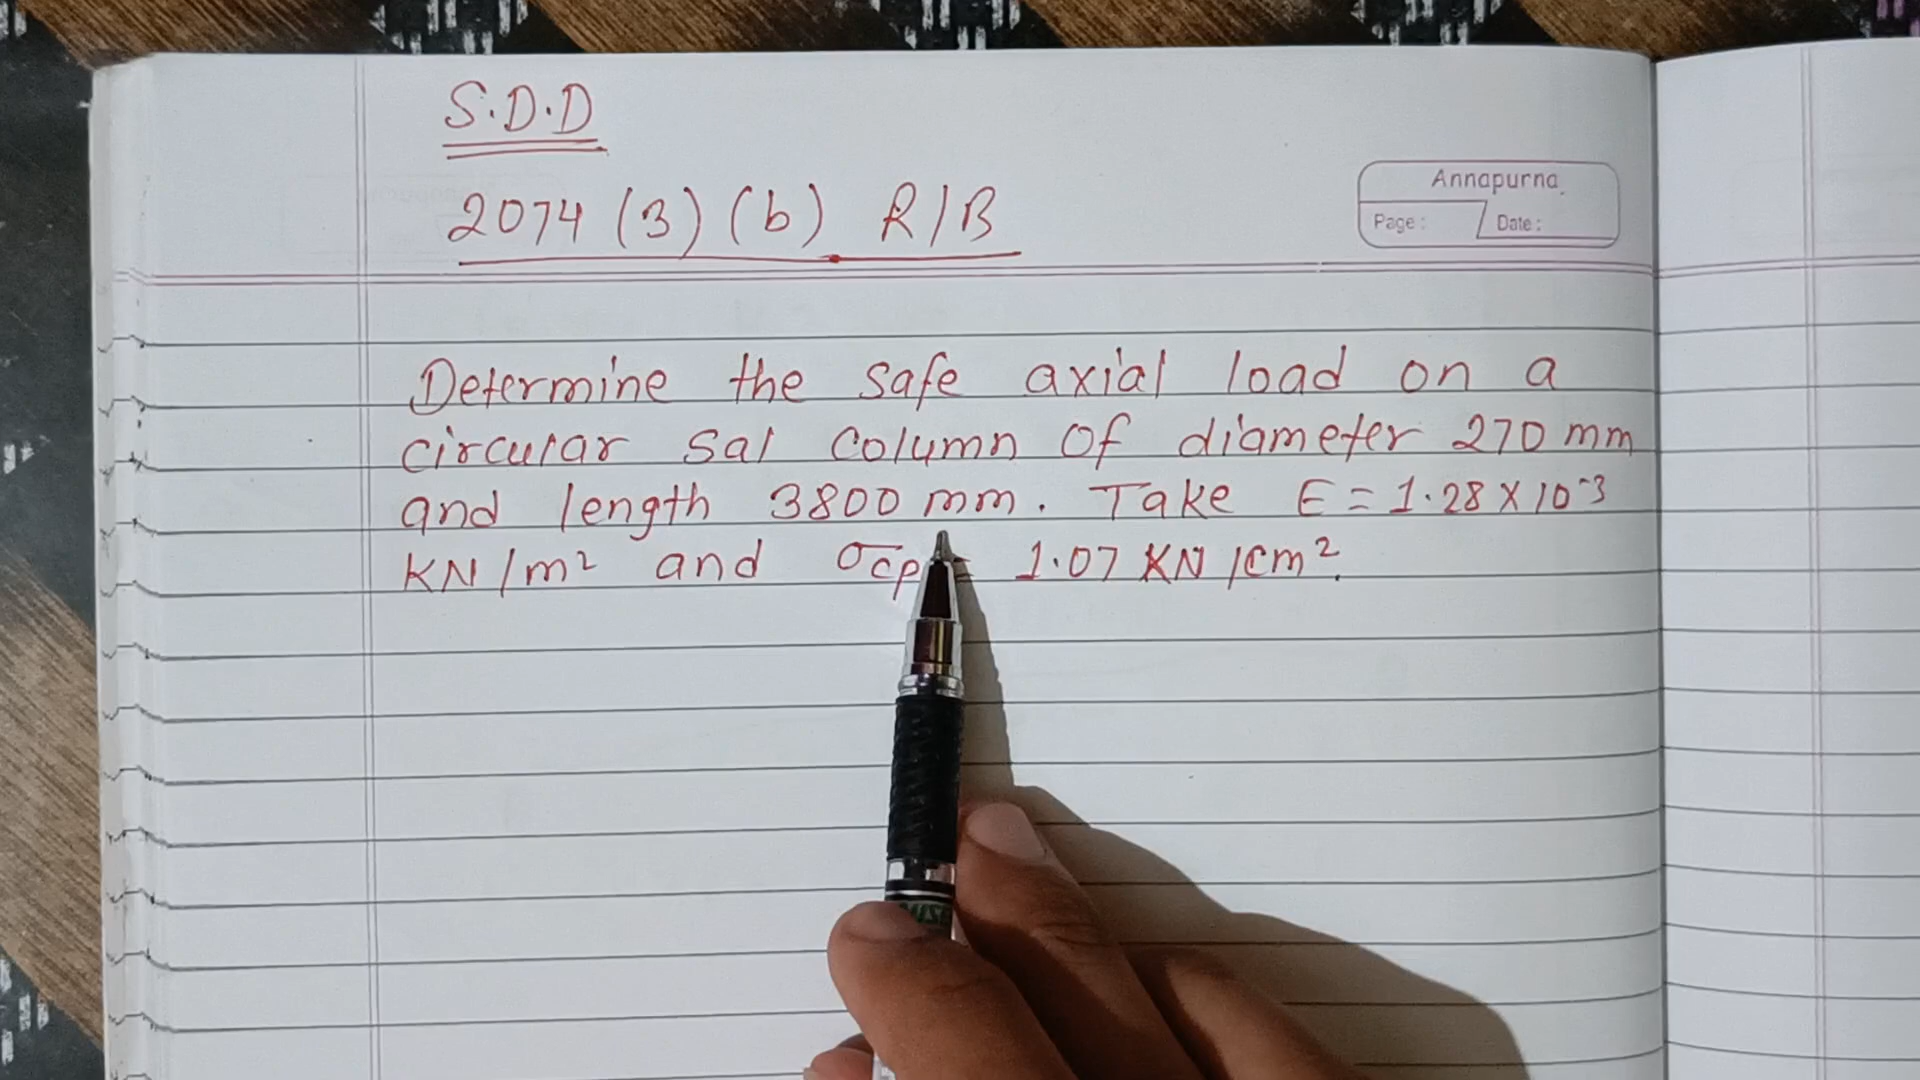 S.D.D
2074 (3) (b) R/B
Annapurna
Page : Date :
Determine the safe axial load on a
circular sal column of diameter 270 mm
and length 3800 mm. Take E = 1.28 X 10⁻³
KN/m² and σcp = 1.07 KN/cm².